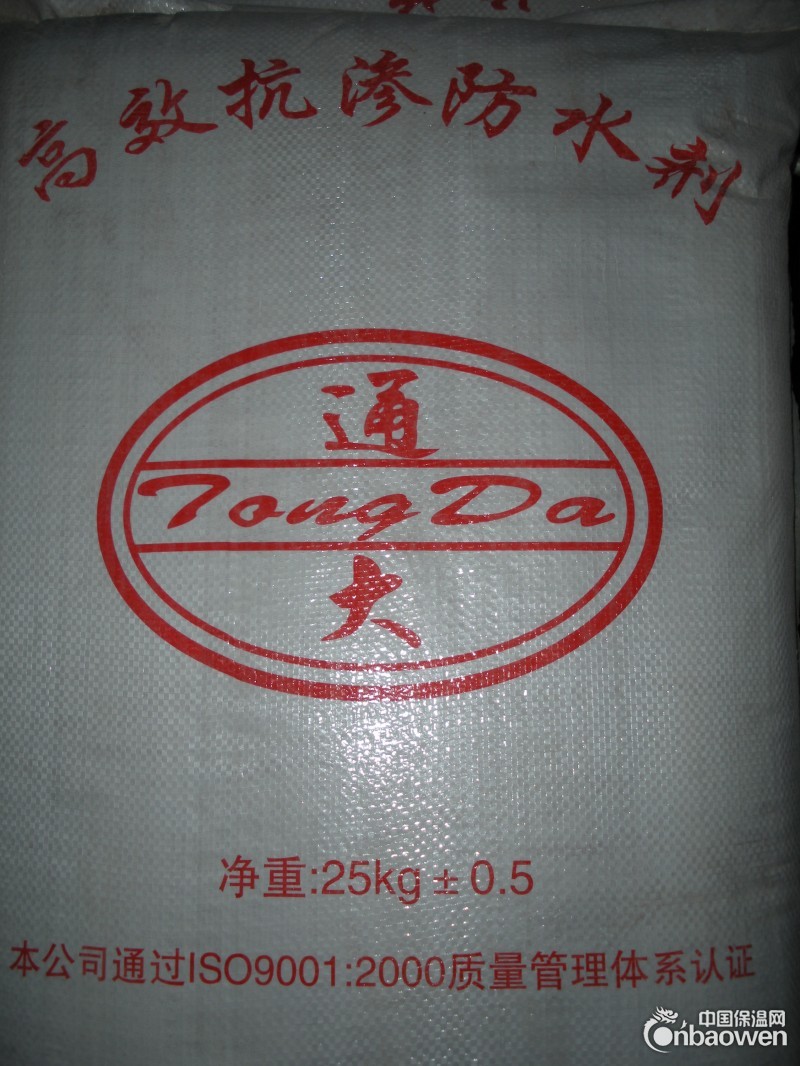 高效抗渗防水剂
通
TongDa
大
净重:25kg±0.5
本公司通过ISO9001:2000质量管理体系认证
中国保温网
Cnbaowen